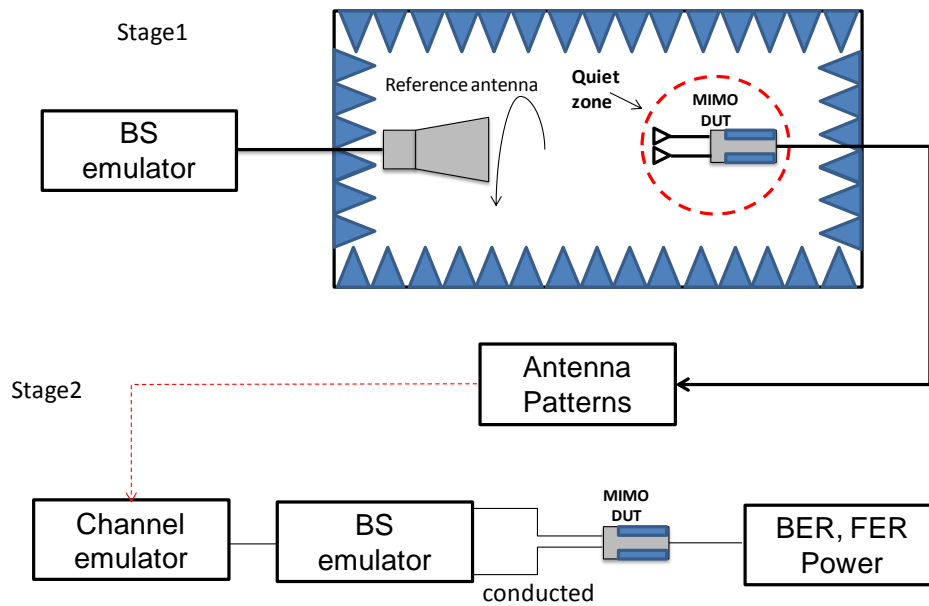 Stage1
BS
emulator
Reference antenna
Quiet
zone
MIMO
DUT
Antenna
Patterns
Stage2
Channel
emulator
BS
emulator
conducted
MIMO
DUT
BER, FER
Power